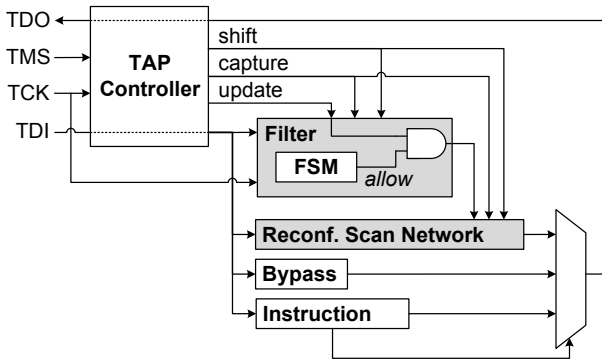 TDO
TMS
TCK
TDI
TAP
Controller
shift
capture
update
Filter
FSM
allow
Reconf. Scan Network
Bypass
Instruction